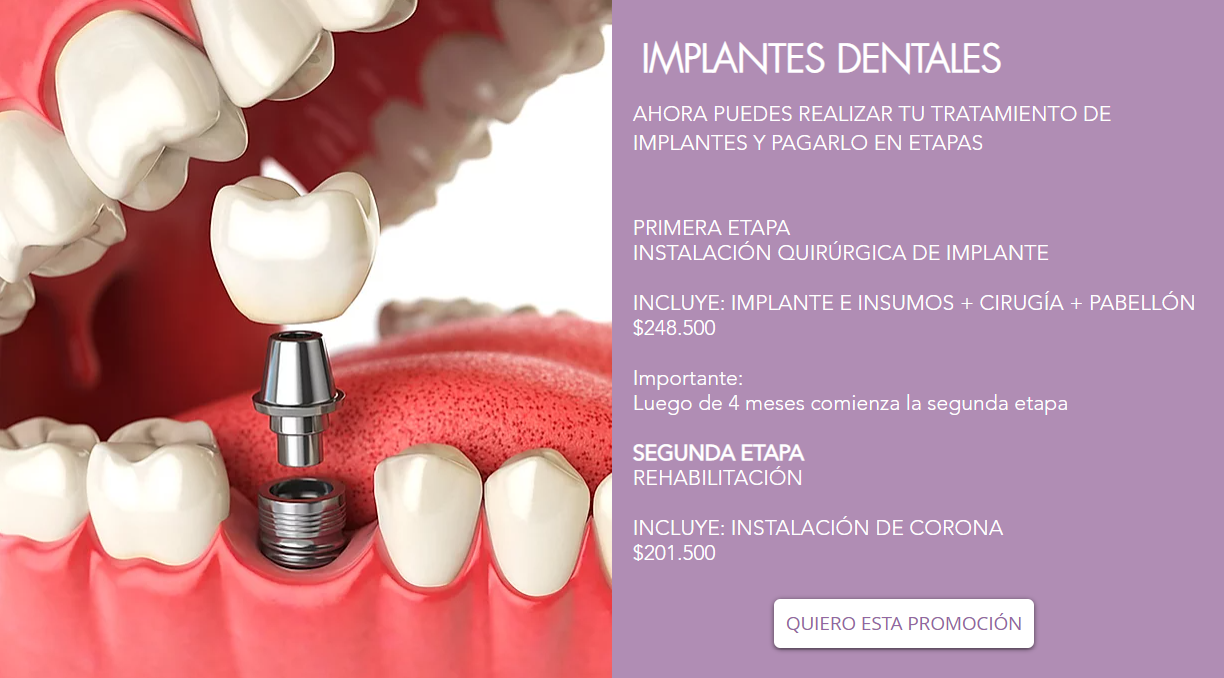 IMPLANTES DENTALES
AHORA PUEDES REALIZAR TU TRATAMIENTO DE
IMPLANTES Y PAGARLO EN ETAPAS
PRIMERA ETAPA
INSTALACIÓN QUIRÚRGICA DE IMPLANTE
INCLUYE: IMPLANTE E INSUMOS + CIRUGÍA + PABELLÓN
$248.500
Importante:
Luego de 4 meses comienza la segunda etapa
SEGUNDA ETAPA
REHABILITACIÓN
INCLUYE: INSTALACIÓN DE CORONA
$201.500
QUIERO ESTA PROMOCIÓN